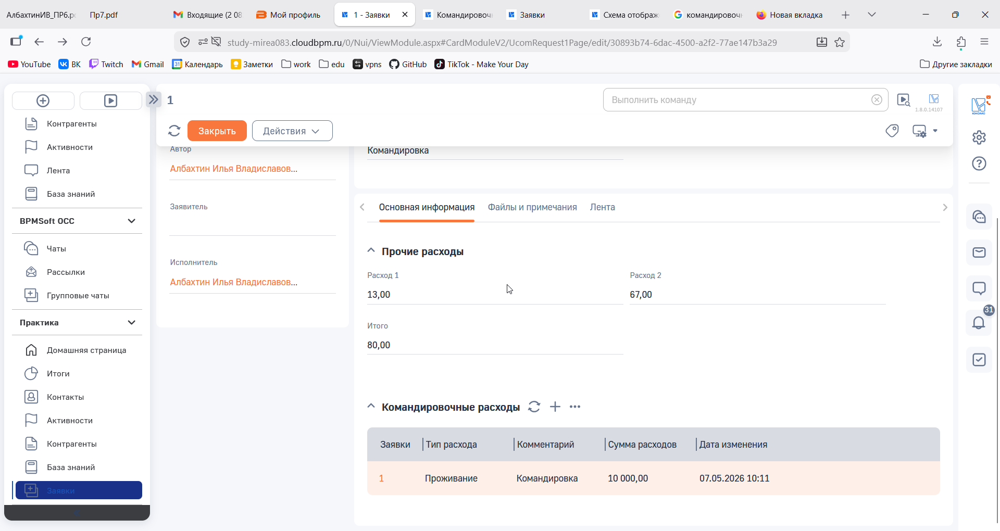 АлбахтинИВ_ПР6.pdf
Пр7.pdf
Входящие (2 08
Мой профиль
1 - Заявки
Командировочн
Заявки
Схема отображ
командировочн
Новая вкладка
study-mirea083.cloudbpm.ru/0/Nui/ViewModule.aspx#CardModuleV2/UcomRequest1Page/edit/30893b74-6dac-4500-a2f2-77ae147b3a29
YouTube
ВК
Twitch
Gmail
Календарь
Заметки
work
edu
vpns
GitHub
TikTok - Make Your Day
Другие закладки
Контрагенты
Активности
Лента
База знаний
BPMSoft ОСС
Чаты
Рассылки
Групповые чаты
Практика
Домашняя страница
Итоги
Контакты
Активности
Контрагенты
База знаний
Заявки
1
Выполнить команду
1.8.0.14107
Закрыть
Действия
Автор
Албахтин Илья Владиславов...
Заявитель
Исполнитель
Албахтин Илья Владиславов...
Командировка
Основная информация
Файлы и примечания
Лента
Прочие расходы
Расход 1
Расход 2
13,00
67,00
Итого
80,00
Командировочные расходы
Заявки
Тип расхода
Комментарий
Сумма расходов
Дата изменения
1
Проживание
Командировка
10 000,00
07.05.2026 10:11
ЮКОМО
31